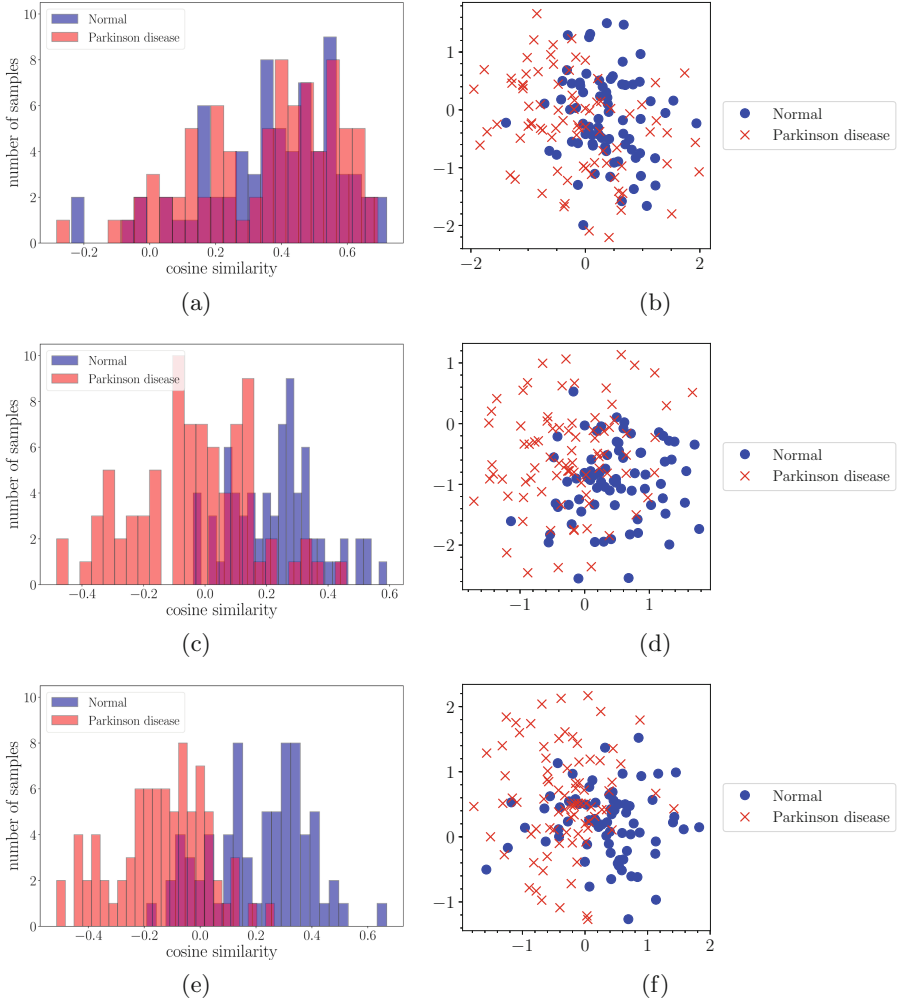 Normal
Parkinson disease
number of samples
10
8
6
4
2
0
−0.2 0.0 0.2 0.4 0.6
cosine similarity
(a)
1
0
−1
−2
−2 0 2
Normal
Parkinson disease
(b)
Normal
Parkinson disease
number of samples
10
8
6
4
2
0
−0.4 −0.2 0.0 0.2 0.4 0.6
cosine similarity
(c)
1
0
−1
−2
−1 0 1
Normal
Parkinson disease
(d)
Normal
Parkinson disease
number of samples
10
8
6
4
2
0
−0.4 −0.2 0.0 0.2 0.4 0.6
cosine similarity
(e)
2
1
0
−1
−1 0 1 2
Normal
Parkinson disease
(f)